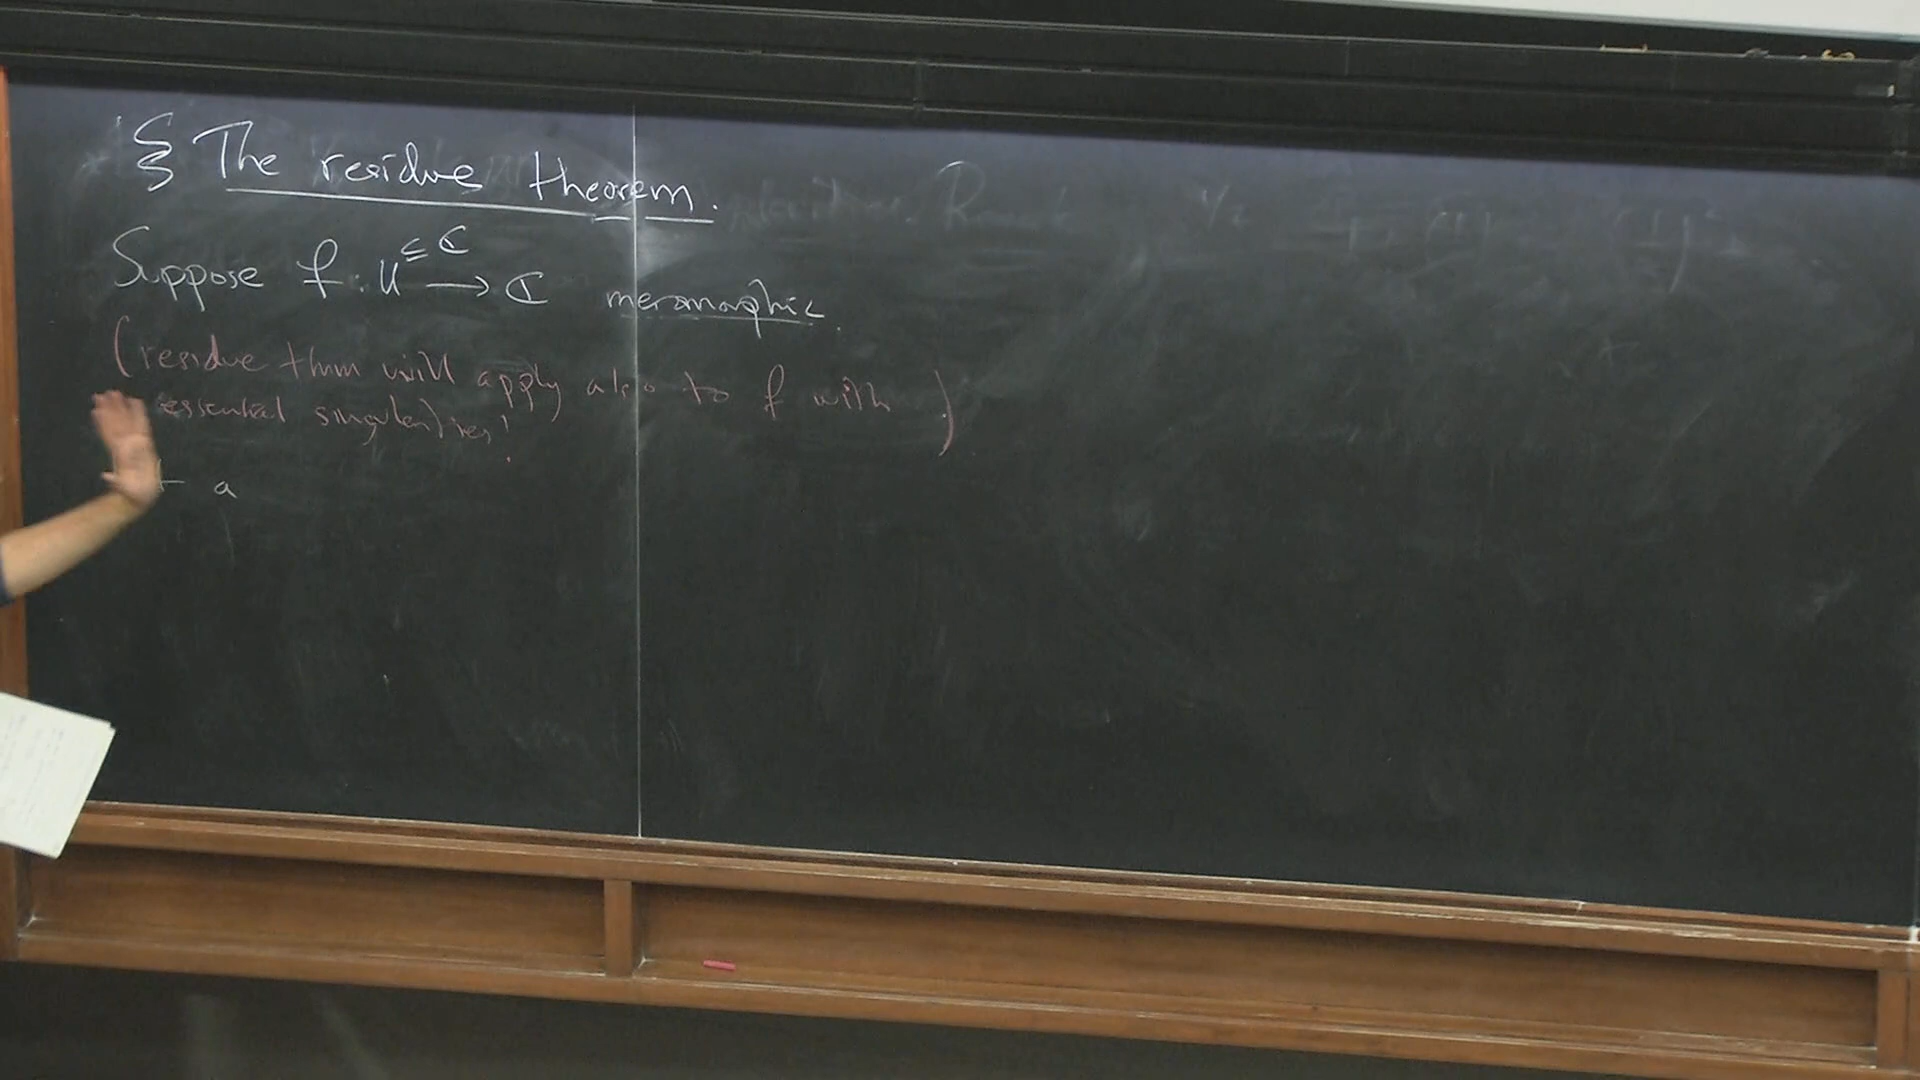 § The residue theorem.
Suppose f: U ⊆ ℂ → ℂ meromorphic.
(residue thm will apply also to f with
essential singularities!)
a